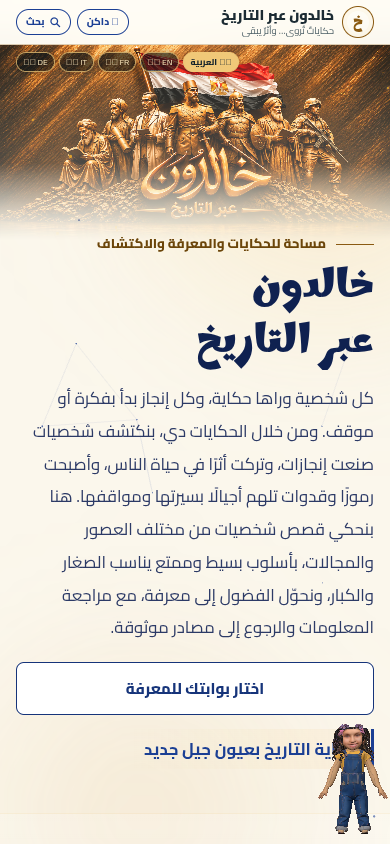 خالدون عبر التاريخ
حكاياتٌ تُروى... وأثرٌ يبقى
داكن
بحث
العربية
EN
FR
IT
DE
خالدون
عبر التاريخ
مساحة للحكايات والمعرفة والاكتشاف
خالدون
عبر التاريخ
كل شخصية وراها حكاية، وكل إنجاز بدأ بفكرة أو
موقف. ومن خلال الحكايات دي، بنكتشف شخصيات
صنعت إنجازات، وتركت أثرًا في حياة الناس، وأصبحت
رموزًا وقدوات تلهم أجيالًا بسيرتها ومواقفها. هنا
بنحكي قصص شخصيات من مختلف العصور
والمجالات، بأسلوب بسيط وممتع يناسب الصغار
والكبار، ونحوّل الفضول إلى معرفة، مع مراجعة
المعلومات والرجوع إلى مصادر موثوقة.
اختار بوابتك للمعرفة
التاريخ بعيون جيل جديد